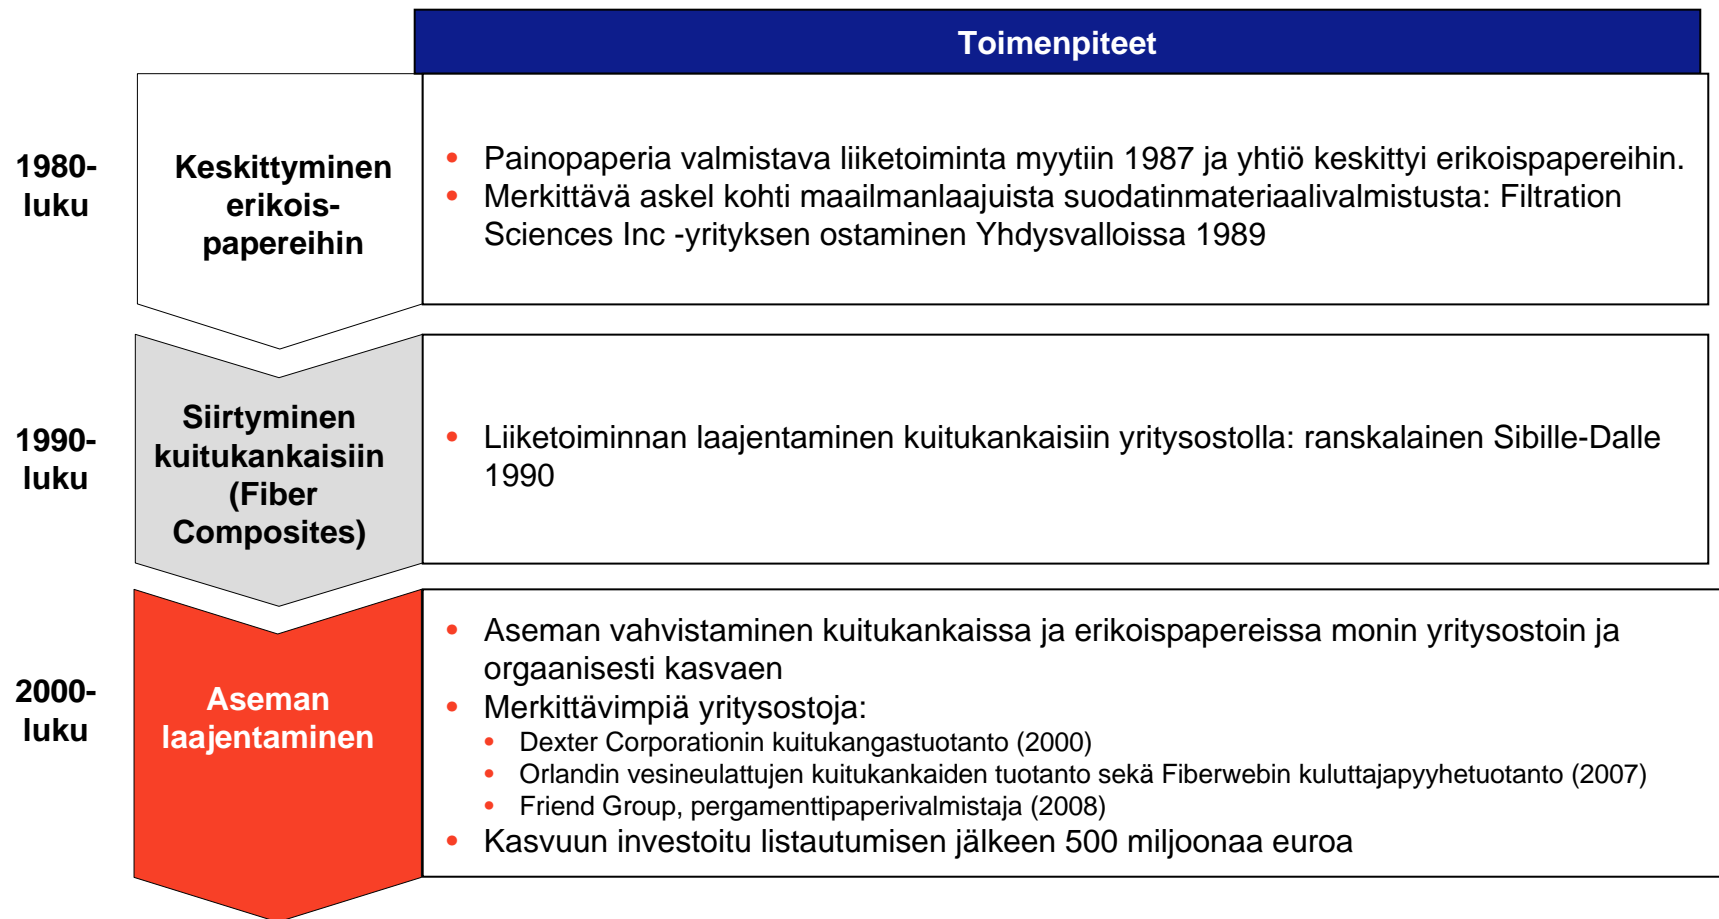 Toimenpiteet
1980-
luku
Keskittyminen
erikois-
papereihin
• Painopaperia valmistava liiketoiminta myytiin 1987 ja yhtiö keskittyi erikoispapereihin.
• Merkittävä askel kohti maailmanlaajuista suodatinmateriaalivalmistusta: Filtration
Sciences Inc -yrityksen ostaminen Yhdysvalloissa 1989
1990-
luku
Siirtyminen
kuitukankaisiin
(Fiber
Composites)
• Liiketoiminnan laajentaminen kuitukankaisiin yritysostolla: ranskalainen Sibille-Dalle
1990
2000-
luku
Aseman
laajentaminen
• Aseman vahvistaminen kuitukankaissa ja erikoispapereissa monin yritysostoin ja
orgaanisesti kasvaen
• Merkittävimpiä yritysostoja:
• Dexter Corporationin kuitukangastuotanto (2000)
• Orlandin vesineulattujen kuitukankaiden tuotanto sekä Fiberwebin kuluttajapyyhetuotanto (2007)
• Friend Group, pergamenttipaperivalmistaja (2008)
• Kasvuun investoitu listautumisen jälkeen 500 miljoonaa euroa